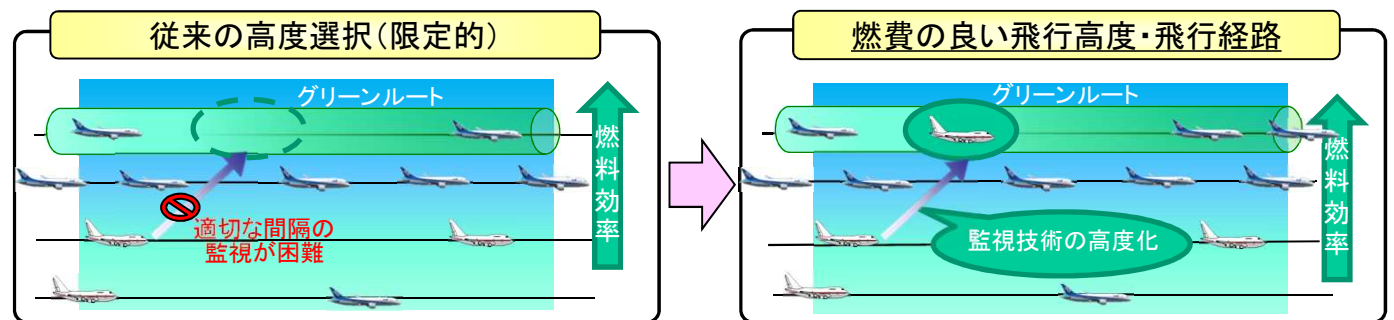 従来の高度選択(限定的)
グリーンルート
燃料効率
適切な間隔の
監視が困難
燃費の良い飛行高度・飛行経路
グリーンルート
燃料効率
監視技術の高度化